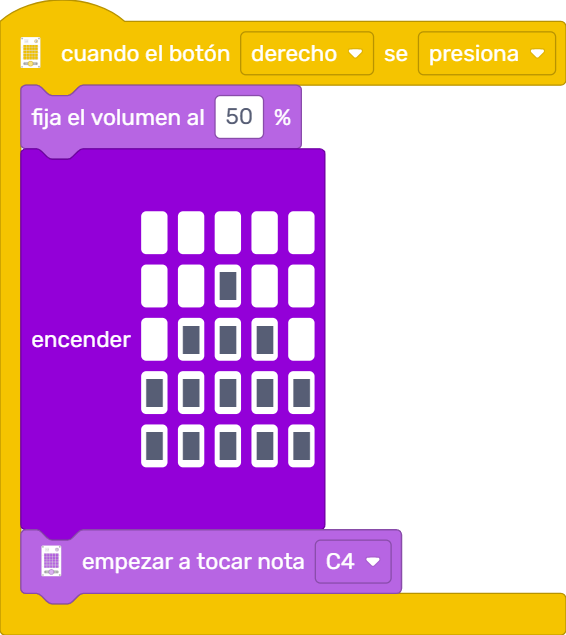 cuando el botón derecho se presiona
fija el volumen al 50 %
encender
empezar a tocar nota C4